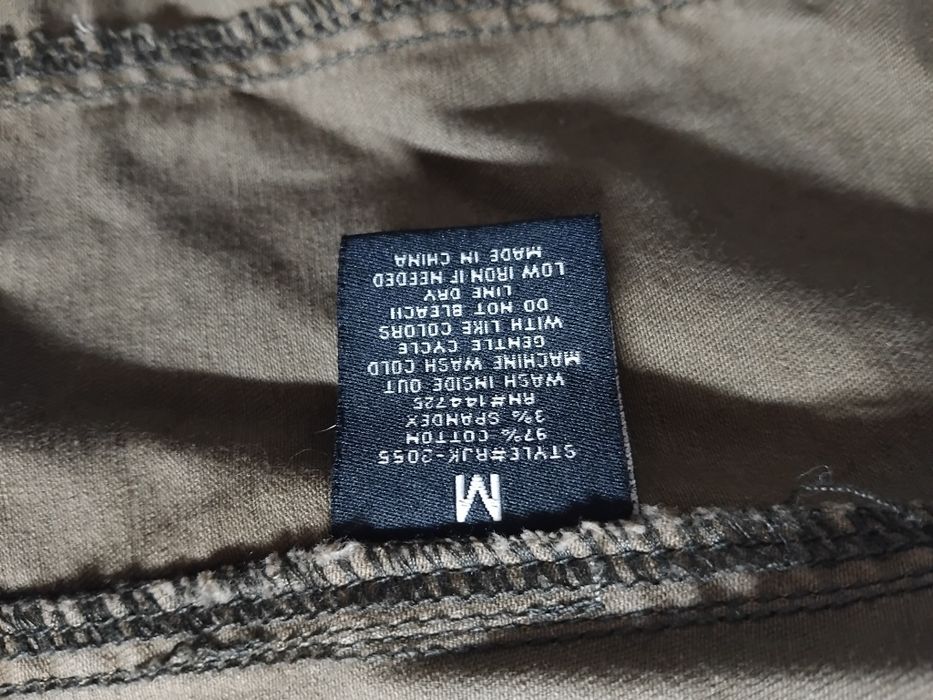 M
STYLE#RJK-2055
97% COTTON
3% SPANDEX
RN#144725
WASH INSIDE OUT
MACHINE WASH COLD
GENTLE CYCLE
WITH LIKE COLORS
DO NOT BLEACH
LINE DRY
LOW IRON IF NEEDED
MADE IN CHINA